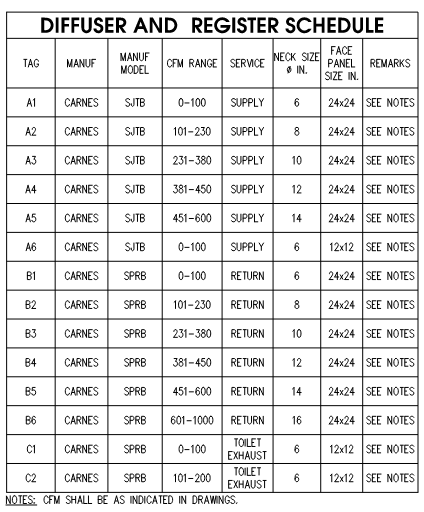 DIFFUSER AND REGISTER SCHEDULE
TAG MANUF MANUF MODEL CFM RANGE SERVICE NECK SIZE ø IN. FACE PANEL SIZE IN. REMARKS
A1 CARNES SJTB 0-100 SUPPLY 6 24x24 SEE NOTES
A2 CARNES SJTB 101-230 SUPPLY 8 24x24 SEE NOTES
A3 CARNES SJTB 231-380 SUPPLY 10 24x24 SEE NOTES
A4 CARNES SJTB 381-450 SUPPLY 12 24x24 SEE NOTES
A5 CARNES SJTB 451-600 SUPPLY 14 24x24 SEE NOTES
A6 CARNES SJTB 0-100 SUPPLY 6 12x12 SEE NOTES
B1 CARNES SPRB 0-100 RETURN 6 24x24 SEE NOTES
B2 CARNES SPRB 101-230 RETURN 8 24x24 SEE NOTES
B3 CARNES SPRB 231-380 RETURN 10 24x24 SEE NOTES
B4 CARNES SPRB 381-450 RETURN 12 24x24 SEE NOTES
B5 CARNES SPRB 451-600 RETURN 14 24x24 SEE NOTES
B6 CARNES SPRB 601-1000 RETURN 16 24x24 SEE NOTES
C1 CARNES SPRB 0-100 TOILET EXHAUST 6 12x12 SEE NOTES
C2 CARNES SPRB 101-200 TOILET EXHAUST 6 12x12 SEE NOTES
NOTES: CFM SHALL BE AS INDICATED IN DRAWINGS.